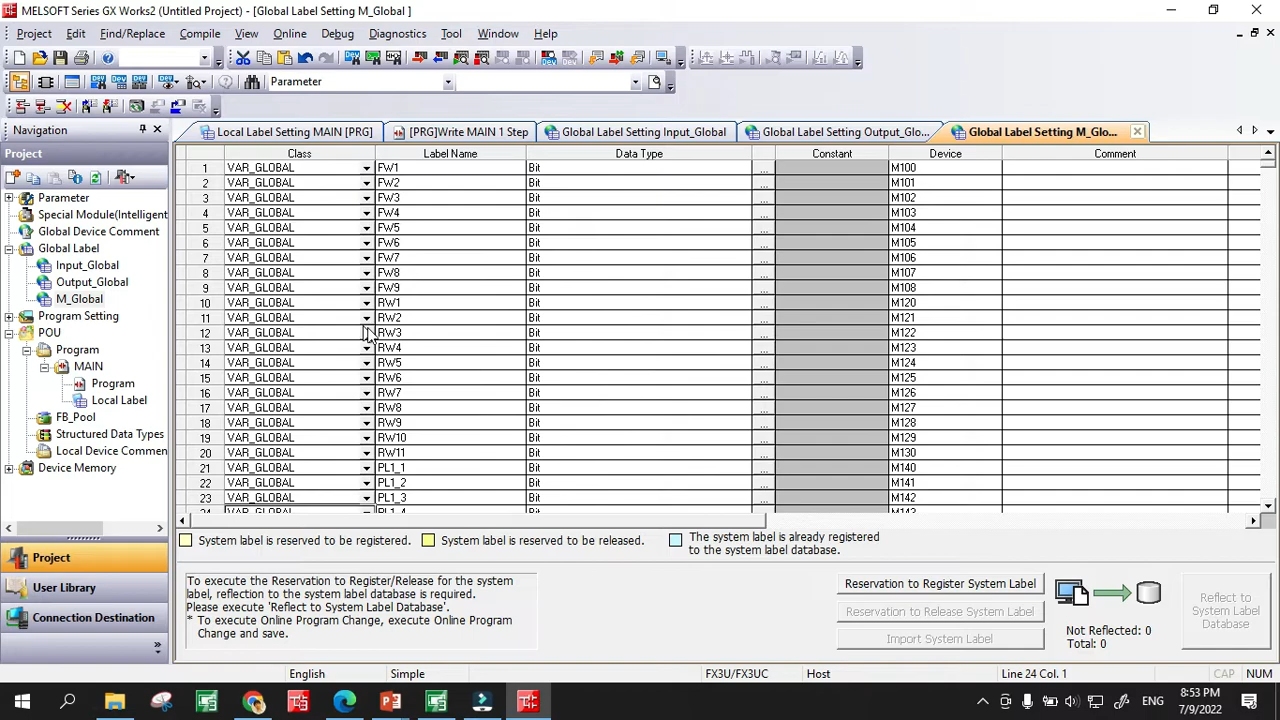 MELSOFT Series GX Works2 (Untitled Project) - [Global Label Setting M_Global ]
Project Edit Find/Replace Compile View Online Debug Diagnostics Tool Window Help
Parameter
Navigation
Local Label Setting MAIN [PRG] [PRG]Write MAIN 1 Step Global Label Setting Input_Global Global Label Setting Output_Glo... Global Label Setting M_Glo...
Project
Parameter
Special Module(Intelligent
Global Device Comment
Global Label
Input_Global
Output_Global
M_Global
Program Setting
POU
Program
MAIN
Program
Local Label
FB_Pool
Structured Data Types
Local Device Commen
Device Memory
Project
User Library
Connection Destination
Class Label Name Data Type Constant Device Comment
1 VAR_GLOBAL FW1 Bit ... M100
2 VAR_GLOBAL FW2 Bit ... M101
3 VAR_GLOBAL FW3 Bit ... M102
4 VAR_GLOBAL FW4 Bit ... M103
5 VAR_GLOBAL FW5 Bit ... M104
6 VAR_GLOBAL FW6 Bit ... M105
7 VAR_GLOBAL FW7 Bit ... M106
8 VAR_GLOBAL FW8 Bit ... M107
9 VAR_GLOBAL FW9 Bit ... M108
10 VAR_GLOBAL RW1 Bit ... M120
11 VAR_GLOBAL RW2 Bit ... M121
12 VAR_GLOBAL RW3 Bit ... M122
13 VAR_GLOBAL RW4 Bit ... M123
14 VAR_GLOBAL RW5 Bit ... M124
15 VAR_GLOBAL RW6 Bit ... M125
16 VAR_GLOBAL RW7 Bit ... M126
17 VAR_GLOBAL RW8 Bit ... M127
18 VAR_GLOBAL RW9 Bit ... M128
19 VAR_GLOBAL RW10 Bit ... M129
20 VAR_GLOBAL RW11 Bit ... M130
21 VAR_GLOBAL PL1_1 Bit ... M140
22 VAR_GLOBAL PL1_2 Bit ... M141
23 VAR_GLOBAL PL1_3 Bit ... M142
24 VAR_GLOBAL PL1_4 Bit ... M143
System label is reserved to be registered. System label is reserved to be released. The system label is already registered
to the system label database.
To execute the Reservation to Register/Release for the system
label, reflection to the system label database is required.
Please execute 'Reflect to System Label Database'.
* To execute Online Program Change, execute Online Program
Change and save.
Reservation to Register System Label
Reservation to Release System Label
Import System Label
Not Reflected: 0
Total: 0
Reflect to
System Label
Database
English Simple FX3U/FX3UC Host Line 24 Col. 1 CAP NUM
ENG
8:53 PM
7/9/2022